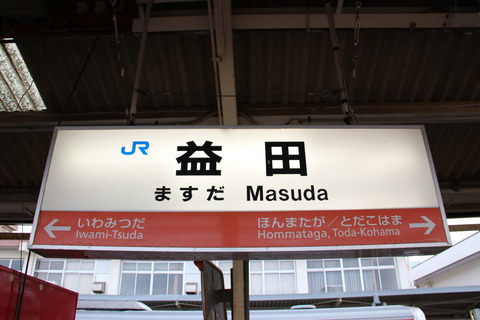 JR 益田
ますだ Masuda
← いわみつだ ほんまたが／とだこはま →
Iwami-Tsuda Hommataga, Toda-Kohama